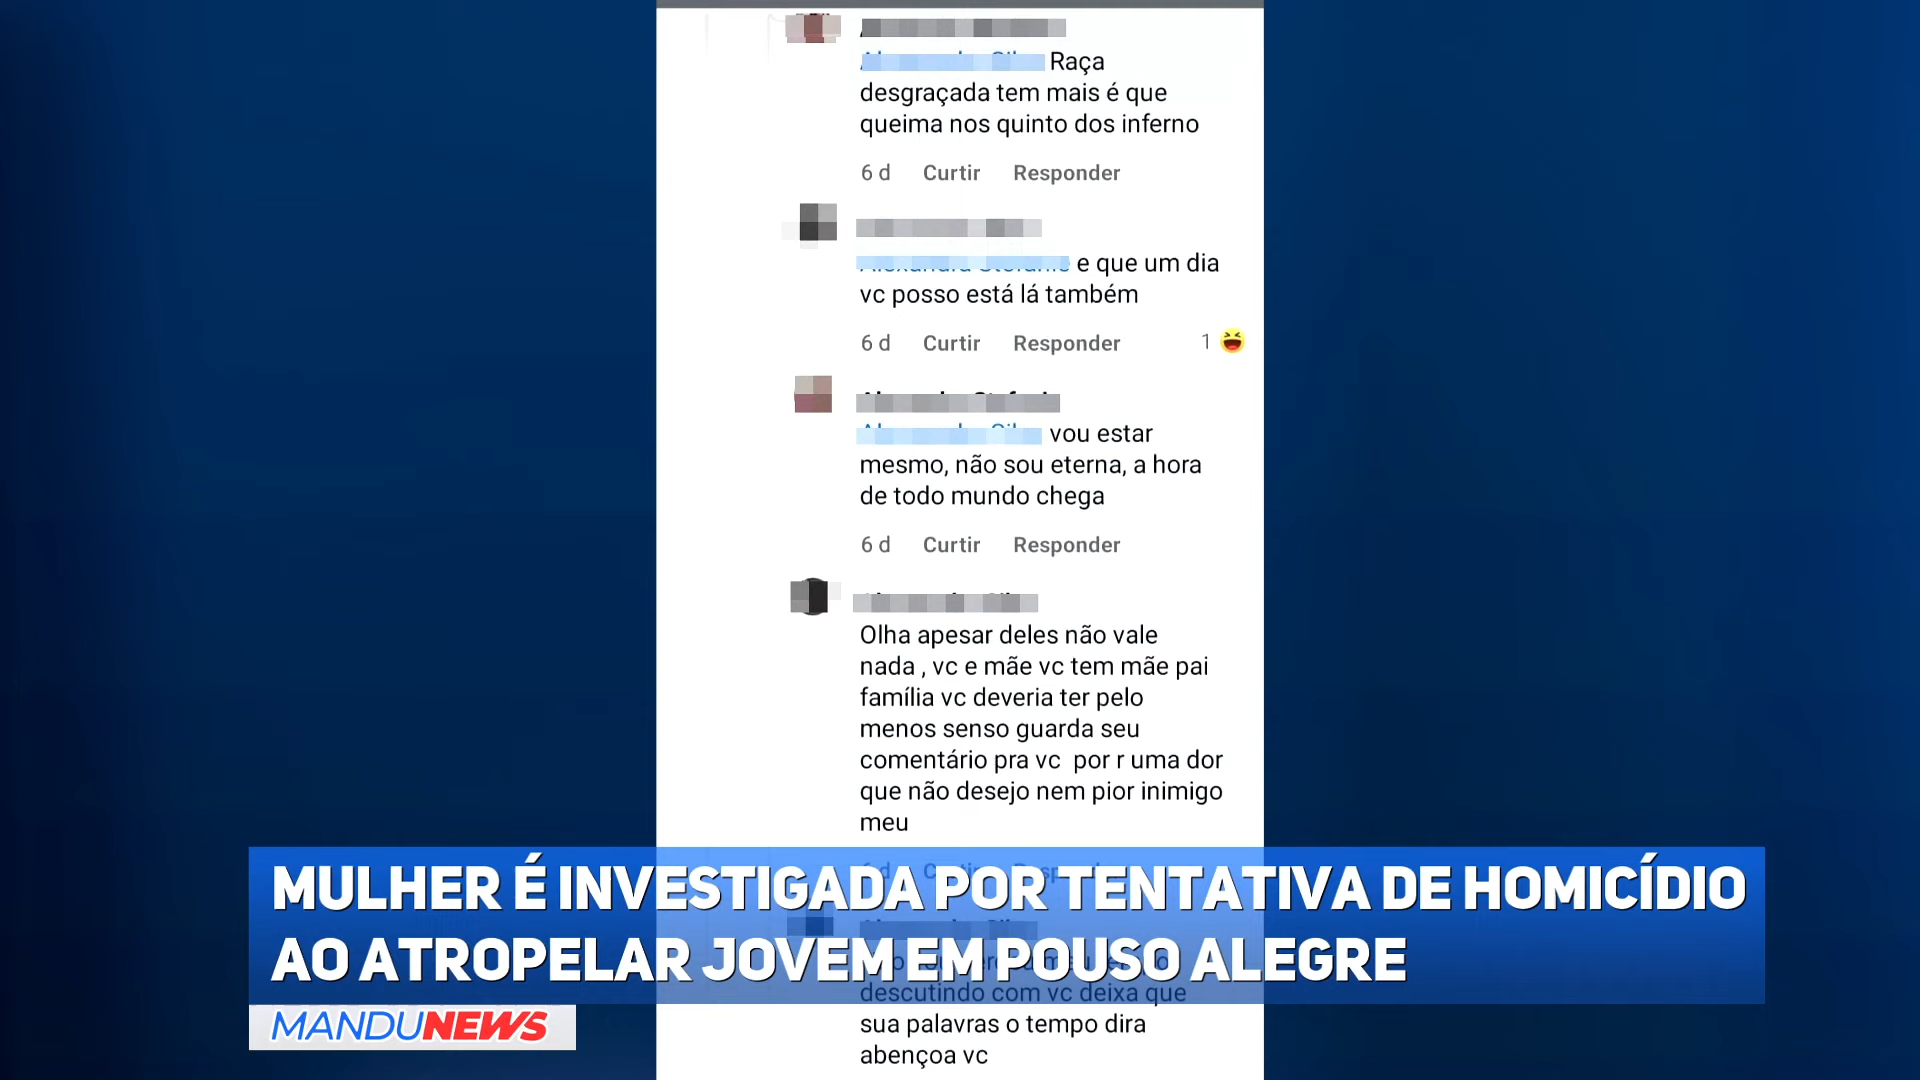 Raça
desgraçada tem mais é que
queima nos quinto dos inferno
6 d Curtir Responder
e que um dia
vc posso está lá também
6 d Curtir Responder 1
vou estar
mesmo, não sou eterna, a hora
de todo mundo chega
6 d Curtir Responder
Olha apesar deles não vale
nada , vc e mãe vc tem mãe pai
família vc deveria ter pelo
menos senso guarda seu
comentário pra vc por r uma dor
que não desejo nem pior inimigo
meu
MULHER É INVESTIGADA POR TENTATIVA DE HOMICÍDIO
AO ATROPELAR JOVEM EM POUSO ALEGRE
descutindo com vc deixa que
MANDUNEWS
sua palavras o tempo dira
abençoa vc